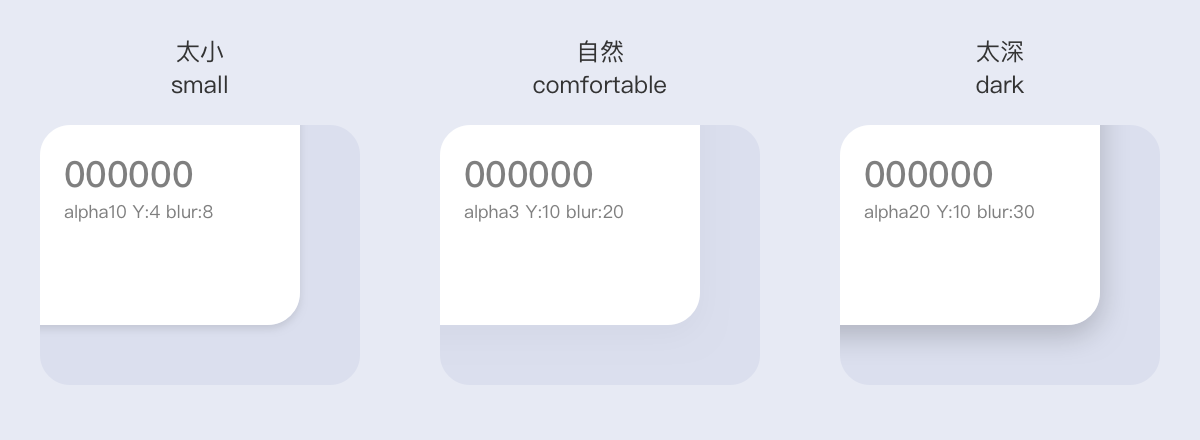 太小
small
000000
alpha10 Y:4 blur:8
自然
comfortable
000000
alpha3 Y:10 blur:20
太深
dark
000000
alpha20 Y:10 blur:30